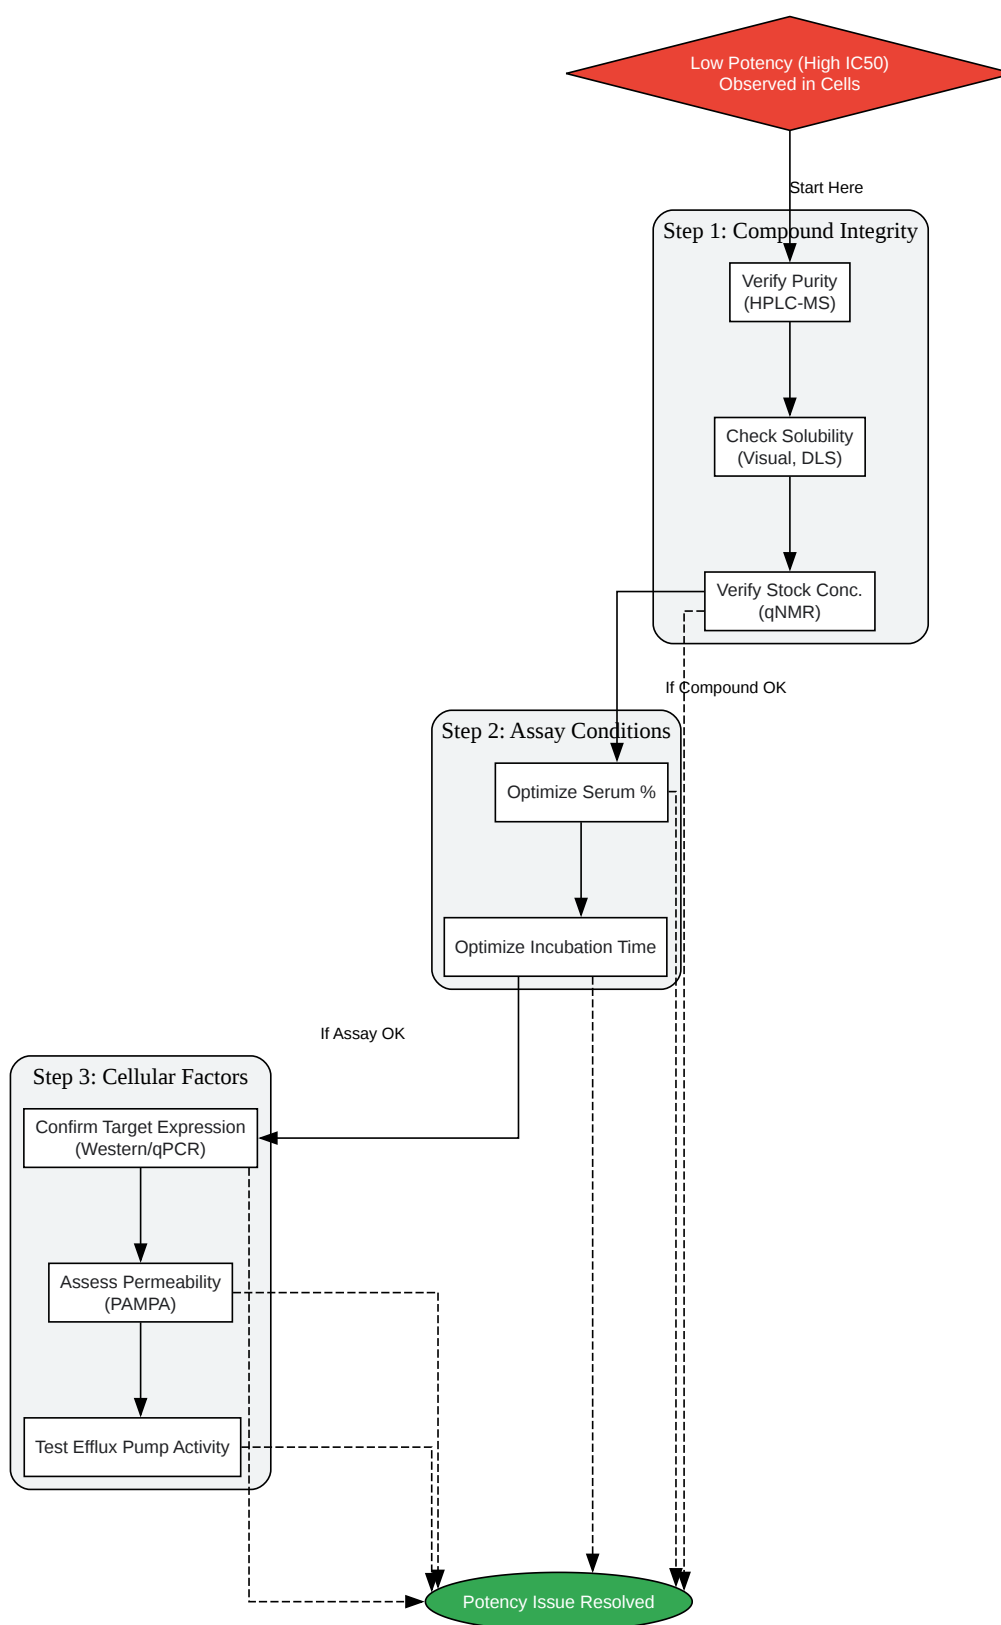 Low Potency (High IC50)
Observed in Cells
Start Here
Step 1: Compound Integrity
Verify Purity
(HPLC-MS)
Check Solubility
(Visual, DLS)
Verify Stock Conc.
(qNMR)
If Compound OK
Step 2: Assay Conditions
Optimize Serum %
Optimize Incubation Time
If Assay OK
Step 3: Cellular Factors
Confirm Target Expression
(Western/qPCR)
Assess Permeability
(PAMPA)
Test Efflux Pump Activity
Potency Issue Resolved